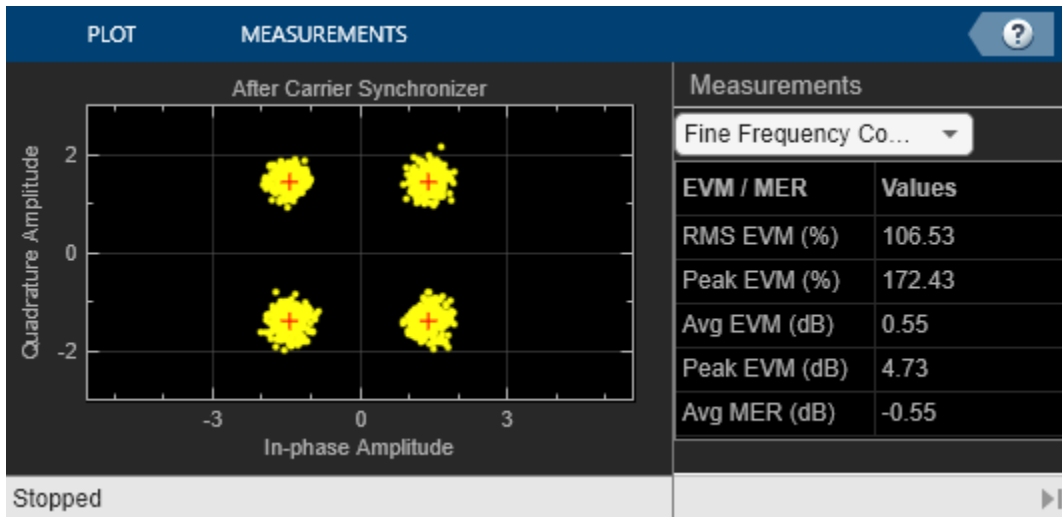 PLOT MEASUREMENTS ?
After Carrier Synchronizer
2
0
-2
Quadrature Amplitude
-3 0 3
In-phase Amplitude
Stopped
Measurements
Fine Frequency Co...
EVM / MER Values
RMS EVM (%) 106.53
Peak EVM (%) 172.43
Avg EVM (dB) 0.55
Peak EVM (dB) 4.73
Avg MER (dB) -0.55